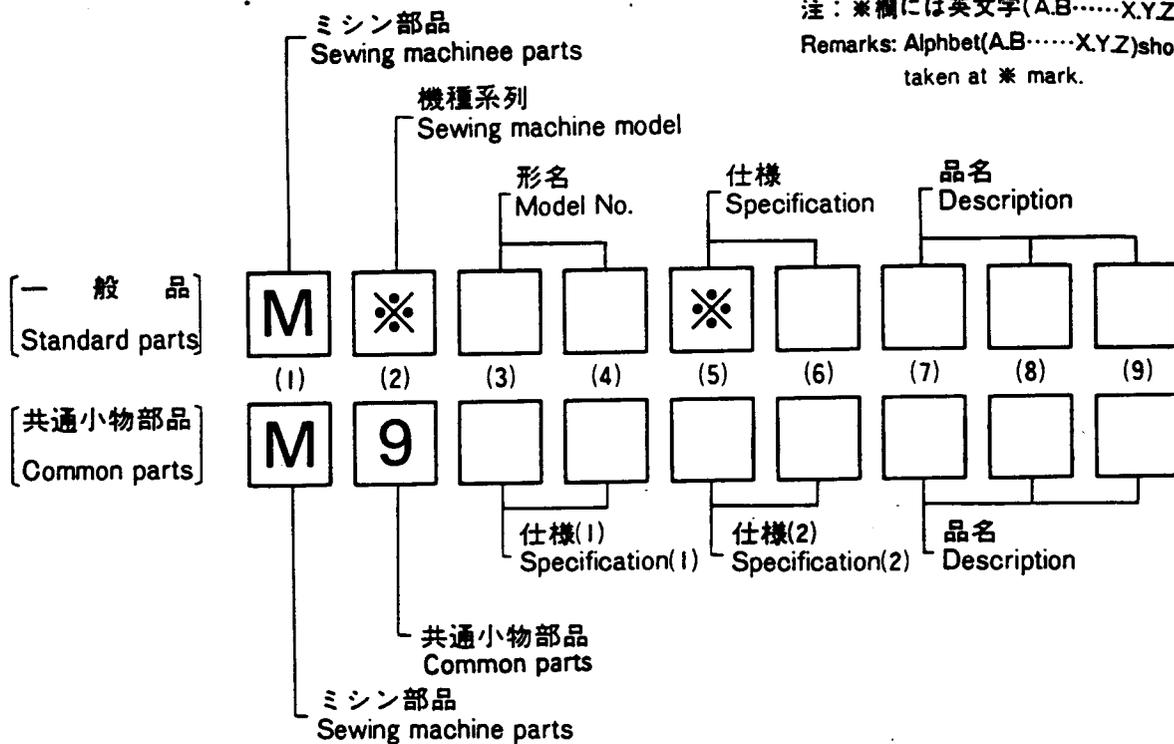 ミシン部品
Sewing machinee parts
注：※欄には英文字(A.B……X.Y.Z
Remarks: Alphbet(A.B……X.Y.Z)sho
taken at ※ mark.
機種系列
Sewing machine model
形名
Model No.
仕様
Specification
品名
Description
一般品
Standard parts
M ※ ※
(1) (2) (3) (4) (5) (6) (7) (8) (9)
共通小物部品
Common parts
M 9
仕様(1)
Specification(1)
仕様(2)
Specification(2)
品名
Description
共通小物部品
Common parts
ミシン部品
Sewing machine parts